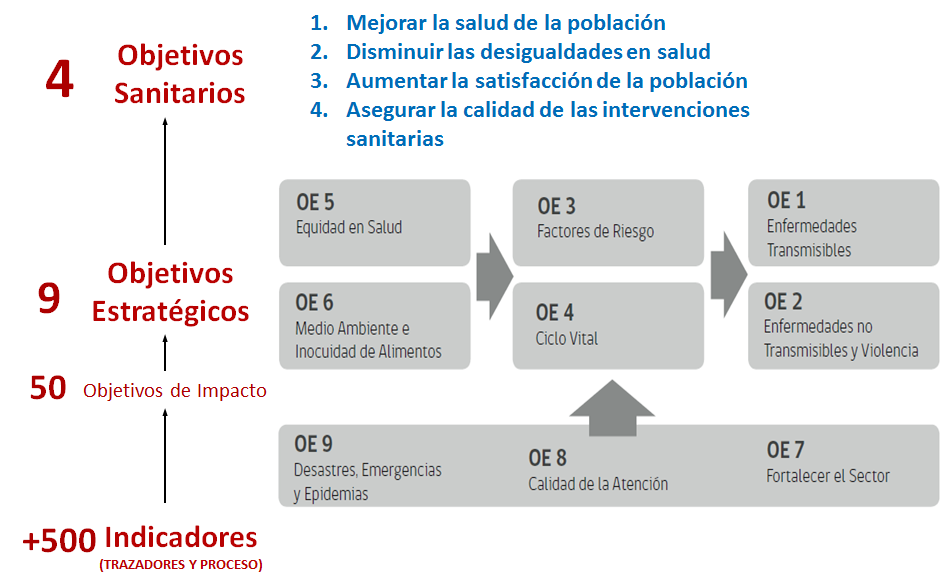 4
Objetivos
Sanitarios
1. Mejorar la salud de la población
2. Disminuir las desigualdades en salud
3. Aumentar la satisfacción de la población
4. Asegurar la calidad de las intervenciones
sanitarias
9
Objetivos
Estratégicos
50 Objetivos de Impacto
+500 Indicadores
(TRAZADORES Y PROCESO)
OE 5
Equidad en Salud
OE 3
Factores de Riesgo
OE 1
Enfermedades
Transmisibles
OE 6
Medio Ambiente e
Inocuidad de Alimentos
OE 4
Ciclo Vital
OE 2
Enfermedades no
Transmisibles y Violencia
OE 9
Desastres, Emergencias
y Epidemias
OE 8
Calidad de la Atención
OE 7
Fortalecer el Sector